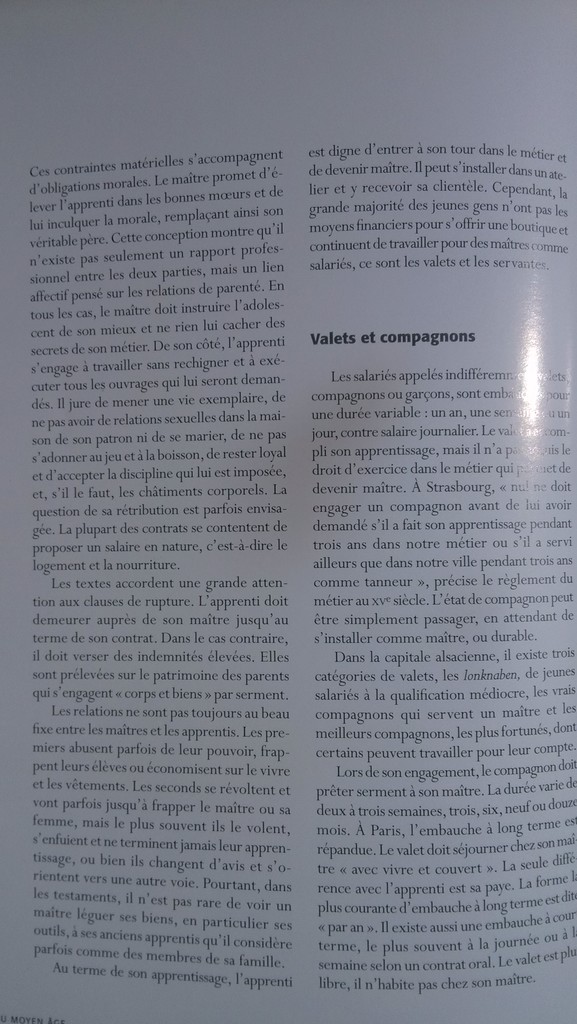 Ces contraintes matérielles s'accompagnent
d'obligations morales. Le maître promet d'é-
lever l'apprenti dans les bonnes mœurs et de
lui inculquer la morale, remplaçant ainsi son
véritable père. Cette conception montre qu'il
n'existe pas seulement un rapport profes-
sionnel entre les deux parties, mais un lien
affectif pensé sur les relations de parenté. En
tous les cas, le maître doit instruire l'adoles-
cent de son mieux et ne rien lui cacher des
secrets de son métier. De son côté, l'apprenti
s'engage à travailler sans rechigner et à exé-
cuter tous les ouvrages qui lui seront deman-
dés. Il jure de mener une vie exemplaire, de
ne pas avoir de relations sexuelles dans la mai-
son de son patron ni de se marier, de ne pas
s'adonner au jeu et à la boisson, de rester loyal
et d'accepter la discipline qui lui est imposée,
et, s'il le faut, les châtiments corporels. La
question de sa rétribution est parfois envisa-
gée. La plupart des contrats se contentent de
proposer un salaire en nature, c'est-à-dire le
logement et la nourriture.
Les textes accordent une grande atten-
tion aux clauses de rupture. L'apprenti doit
demeurer auprès de son maître jusqu'au
terme de son contrat. Dans le cas contraire,
il doit verser des indemnités élevées. Elles
sont prélevées sur le patrimoine des parents
qui s'engagent « corps et biens » par serment.
Les relations ne sont pas toujours au beau
fixe entre les maîtres et les apprentis. Les pre-
miers abusent parfois de leur pouvoir, frap-
pent leurs élèves ou économisent sur le vivre
et les vêtements. Les seconds se révoltent et
vont parfois jusqu'à frapper le maître ou sa
femme, mais le plus souvent ils le volent,
s'enfuient et ne terminent jamais leur appren-
tissage, ou bien ils changent d'avis et s'o-
rientent vers une autre voie. Pourtant, dans
les testaments, il n'est pas rare de voir un
maître léguer ses biens, en particulier ses
outils, à ses anciens apprentis qu'il considère
parfois comme des membres de sa famille.
Au terme de son apprentissage, l'apprenti
est digne d'entrer à son tour dans le métier et
de devenir maître. Il peut s'installer dans un ate-
lier et y recevoir sa clientèle. Cependant, la
grande majorité des jeunes gens n'ont pas les
moyens financiers pour s'offrir une boutique et
continuent de travailler pour des maîtres comme
salariés, ce sont les valets et les servantes.
Valets et compagnons
Les salariés appelés
compagnons ou garçons, sont pour
une durée variable : un an, une un
jour, contre salaire journalier. Le
pli son apprentissage, mais il n'a le
droit d'exercice dans le métier qui de
devenir maître. À Strasbourg, « nul ne doit
engager un compagnon avant de lui avoir
demandé s'il a fait son apprentissage pendant
trois ans dans notre métier ou s'il a servi
ailleurs que dans notre ville pendant trois ans
comme tanneur », précise le règlement du
métier au XVe siècle. L'état de compagnon peut
être simplement passager, en attendant de
s'installer comme maître, ou durable.
Dans la capitale alsacienne, il existe trois
catégories de valets, les lonknaben, de jeunes
salariés à la qualification médiocre, les vrais
compagnons qui servent un maître et les
meilleurs compagnons, les plus fortunés, dont
certains peuvent travailler pour leur compte.
Lors de son engagement, le compagnon doit
prêter serment à son maître. La durée varie de
deux à trois semaines, trois, six, neuf ou douze
mois. À Paris, l'embauche à long terme est
répandue. Le valet doit séjourner chez son maî-
tre « avec vivre et couvert ». La seule diffé-
rence avec l'apprenti est sa paye. La forme la
plus courante d'embauche à long terme est dite
« par an ». Il existe aussi une embauche à court
terme, le plus souvent à la journée ou à la
semaine selon un contrat oral. Le valet est plus
libre, il n'habite pas chez son maître.
U MOYEN ÂGE